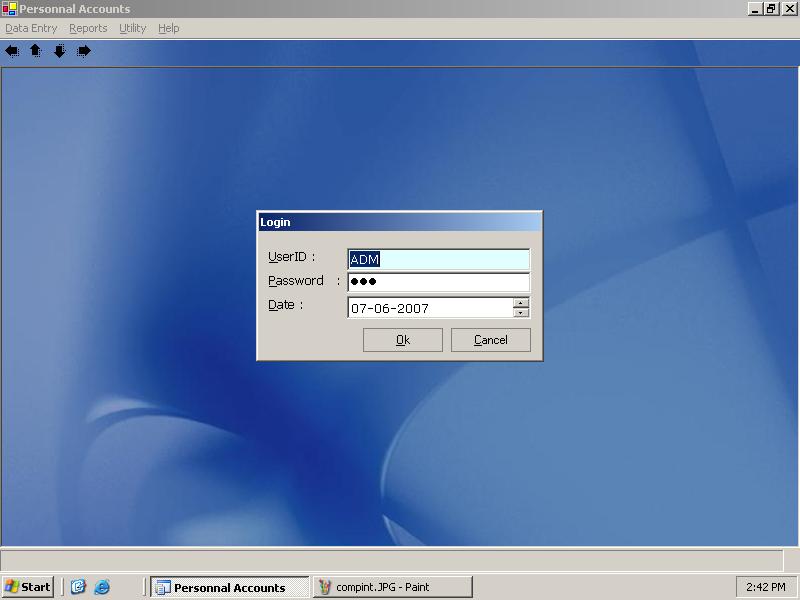 Personnal Accounts
Data Entry Reports Utility Help
Login
UserID :
ADM
Password :
●●●
Date :
07-06-2007
Ok Cancel
Start Personnal Accounts compint.JPG - Paint 2:42 PM